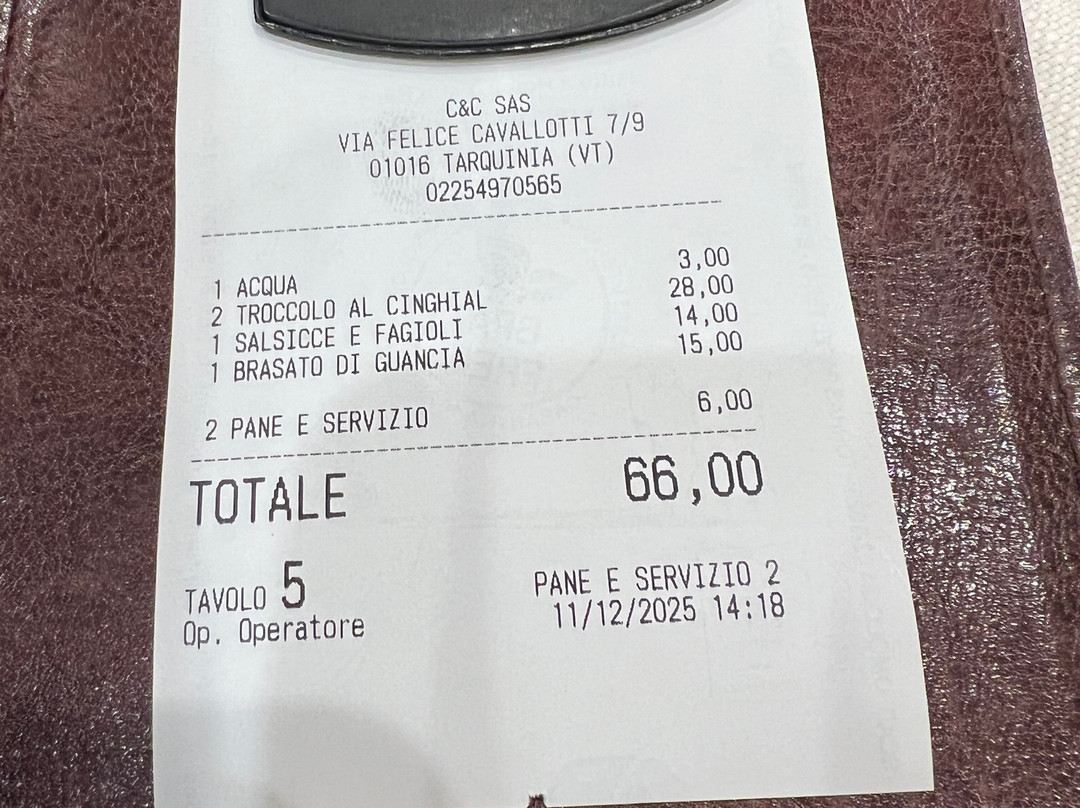 C&C SAS
VIA FELICE CAVALLOTTI 7/9
01016 TARQUINIA (VT)
02254970565
1 ACQUA 3,00
2 TROCCOLO AL CINGHIAL 28,00
1 SALSICCE E FAGIOLI 14,00
1 BRASATO DI GUANCIA 15,00
2 PANE E SERVIZIO 6,00
TOTALE 66,00
TAVOLO 5 PANE E SERVIZIO 2
Op. Operatore 11/12/2025 14:18